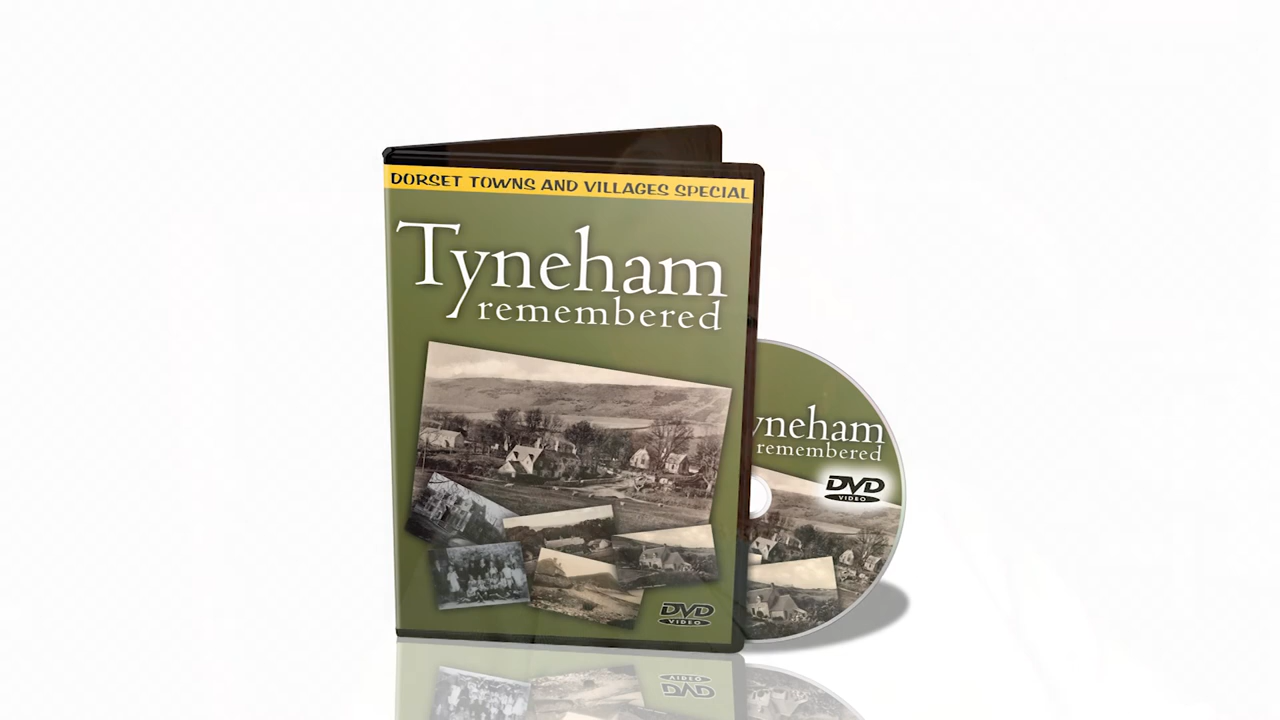 DORSET TOWNS AND VILLAGES SPECIAL
Tyneham
remembered
DVD
VIDEO
yneham
remembered
DVD
VIDEO